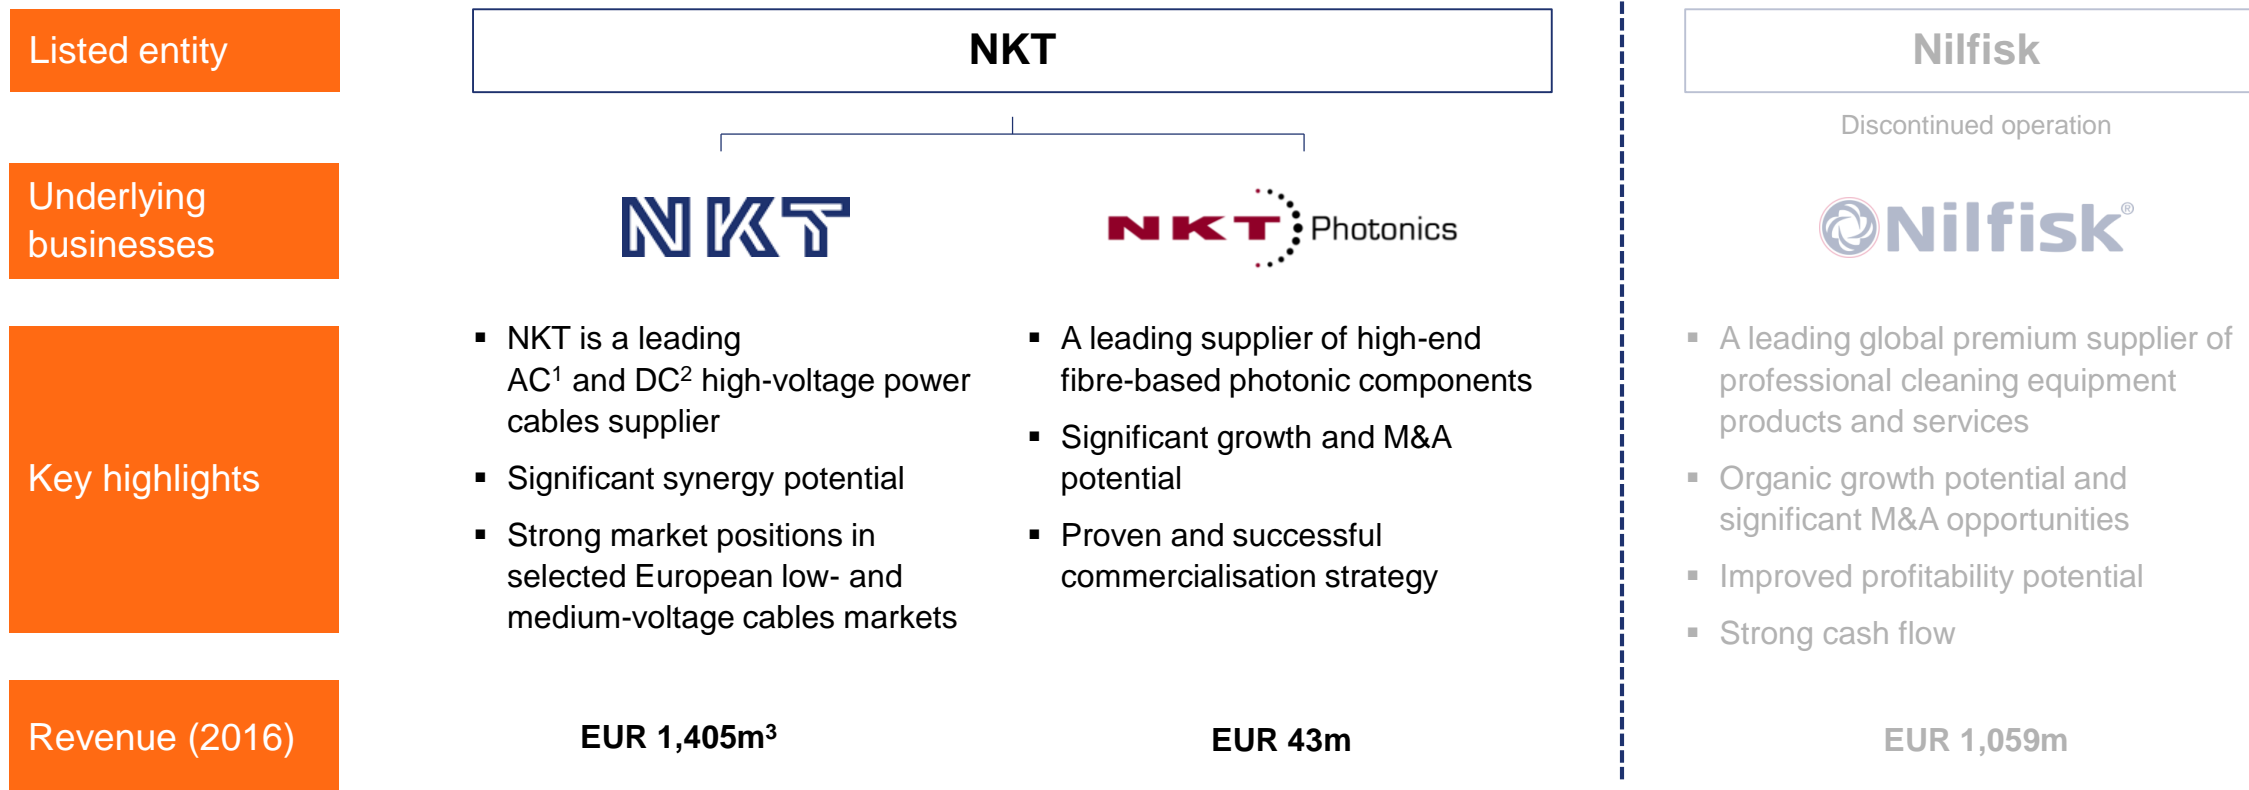 Listed entity
NKT
Nilfisk
Discontinued operation
Underlying
businesses
NKT
NKT Photonics
Nilfisk®
Key highlights
▪ NKT is a leading
AC¹ and DC² high-voltage power
cables supplier
▪ Significant synergy potential
▪ Strong market positions in
selected European low- and
medium-voltage cables markets
▪ A leading supplier of high-end
fibre-based photonic components
▪ Significant growth and M&A
potential
▪ Proven and successful
commercialisation strategy
▪ A leading global premium supplier of
professional cleaning equipment
products and services
▪ Organic growth potential and
significant M&A opportunities
▪ Improved profitability potential
▪ Strong cash flow
Revenue (2016)
EUR 1,405m³
EUR 43m
EUR 1,059m